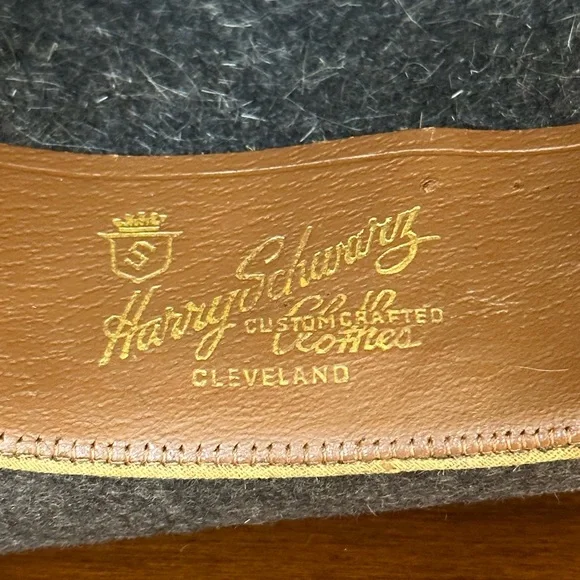 S
Harry Schwarz
CUSTOMCRAFTED
Clothes
CLEVELAND